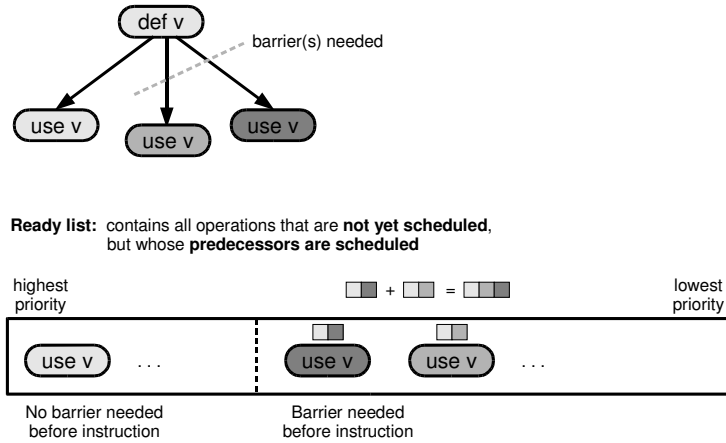 def v
barrier(s) needed
use v
use v
use v
Ready list: contains all operations that are not yet scheduled,
but whose predecessors are scheduled
highest
priority
+ =
lowest
priority
use v . . . use v use v . . .
No barrier needed
before instruction
Barrier needed
before instruction